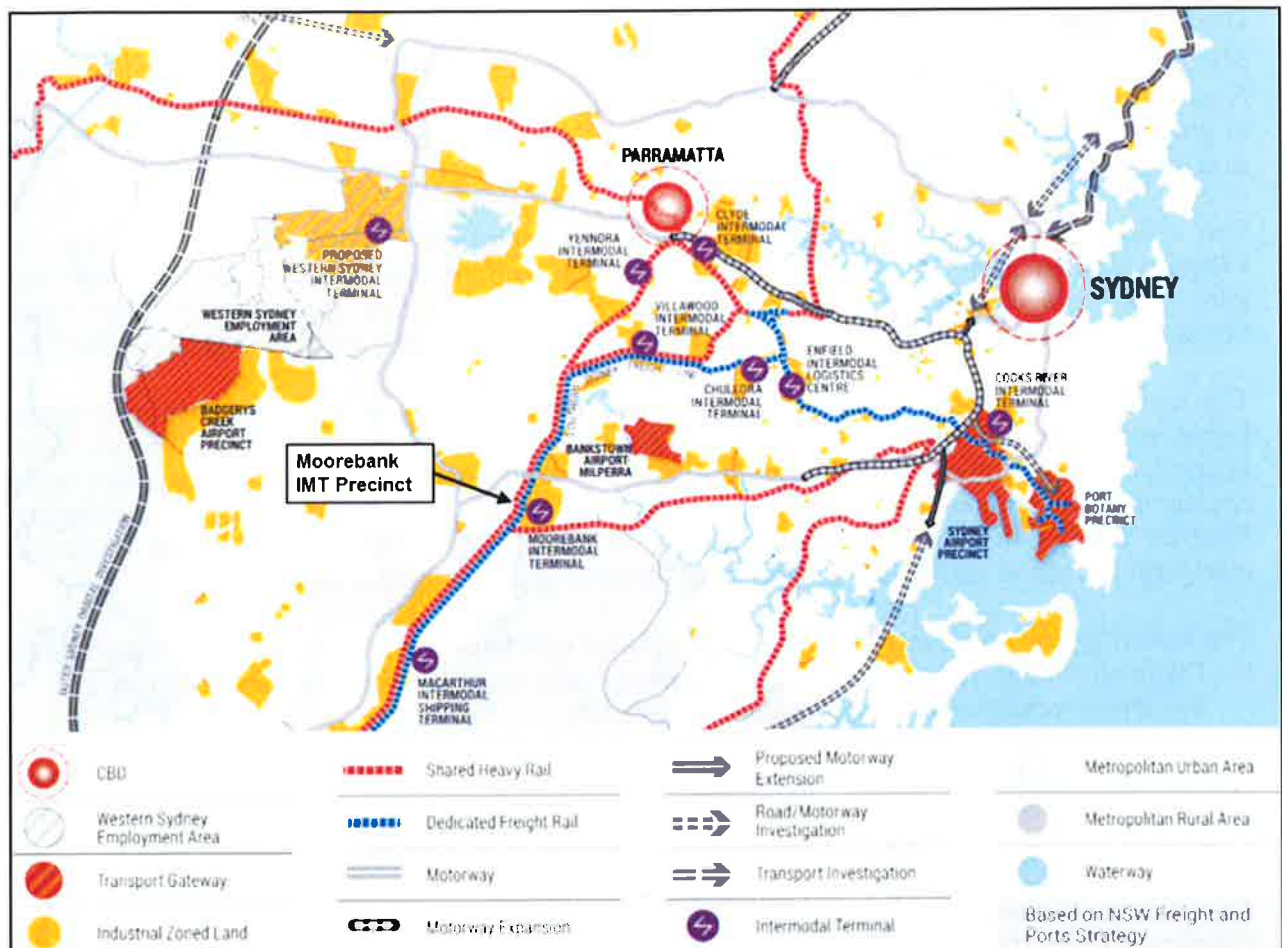 PARRAMATTA
CLYDE
INTERMODAL
TERMINAL
YENNORA
INTERMODAL
TERMINAL
SYDNEY
PROPOSED
WESTERN SYDNEY
INTERMODAL
TERMINAL
VILLAWOOD
INTERMODAL
TERMINAL
WESTERN SYDNEY
EMPLOYMENT
AREA
ENFIELD
INTERMODAL
LOGISTICS
CENTRE
COOKS RIVER
INTERMODAL
TERMINAL
CHULLORA
INTERMODAL
TERMINAL
BADGERYS
CREEK
AIRPORT
PRECINCT
BANKSTOWN
AIRPORT
MILPERRA
Moorebank
IMT Precinct
PORT
BOTANY
PRECINCT
MOOREBANK
INTERMODAL
TERMINAL
SYDNEY
AIRPORT
PRECINCT
MACARTHUR
INTERMODAL
SHIPPING
TERMINAL
CBD
Western Sydney
Employment Area
Transport Gateway
Industrial Zoned Land
Shared Heavy Rail
Dedicated Freight Rail
Motorway
Motorway Expansion
Proposed Motorway
Extension
Road/Motorway
Investigation
Transport Investigation
Intermodal Terminal
Metropolitan Urban Area
Metropolitan Rural Area
Waterway
Based on NSW Freight and
Ports Strategy